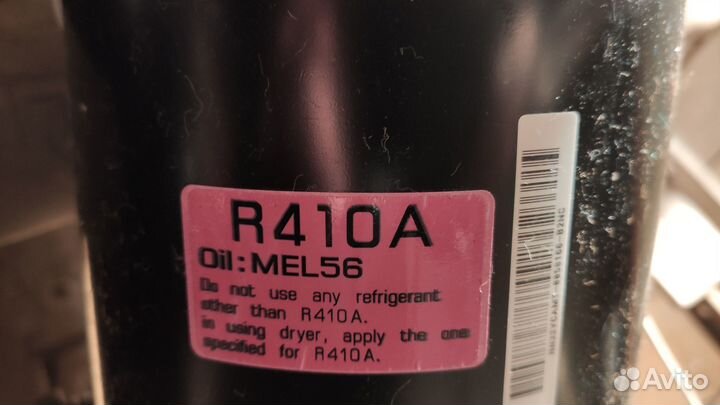 R410A
Oil:MEL56
Do not use any refrigerant
other than R410A.
in using dryer, apply the one
specified for R410A.
Avito